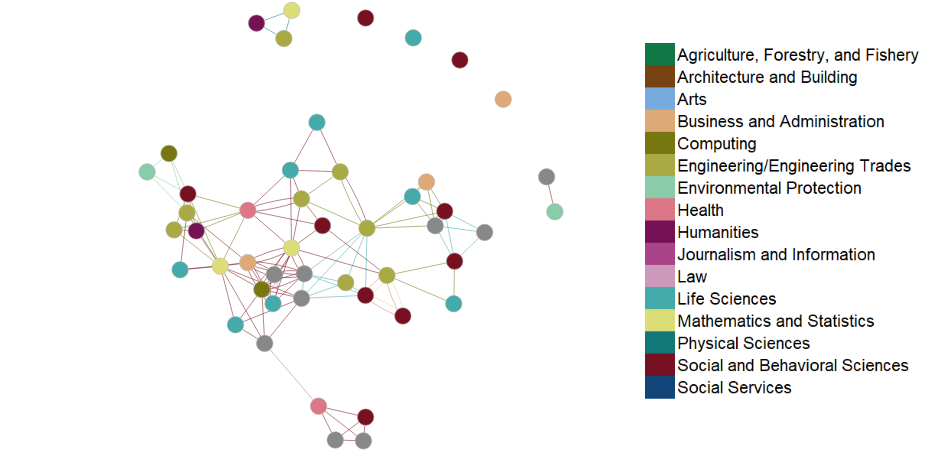 Agriculture, Forestry, and Fishery
Architecture and Building
Arts
Business and Administration
Computing
Engineering/Engineering Trades
Environmental Protection
Health
Humanities
Journalism and Information
Law
Life Sciences
Mathematics and Statistics
Physical Sciences
Social and Behavioral Sciences
Social Services